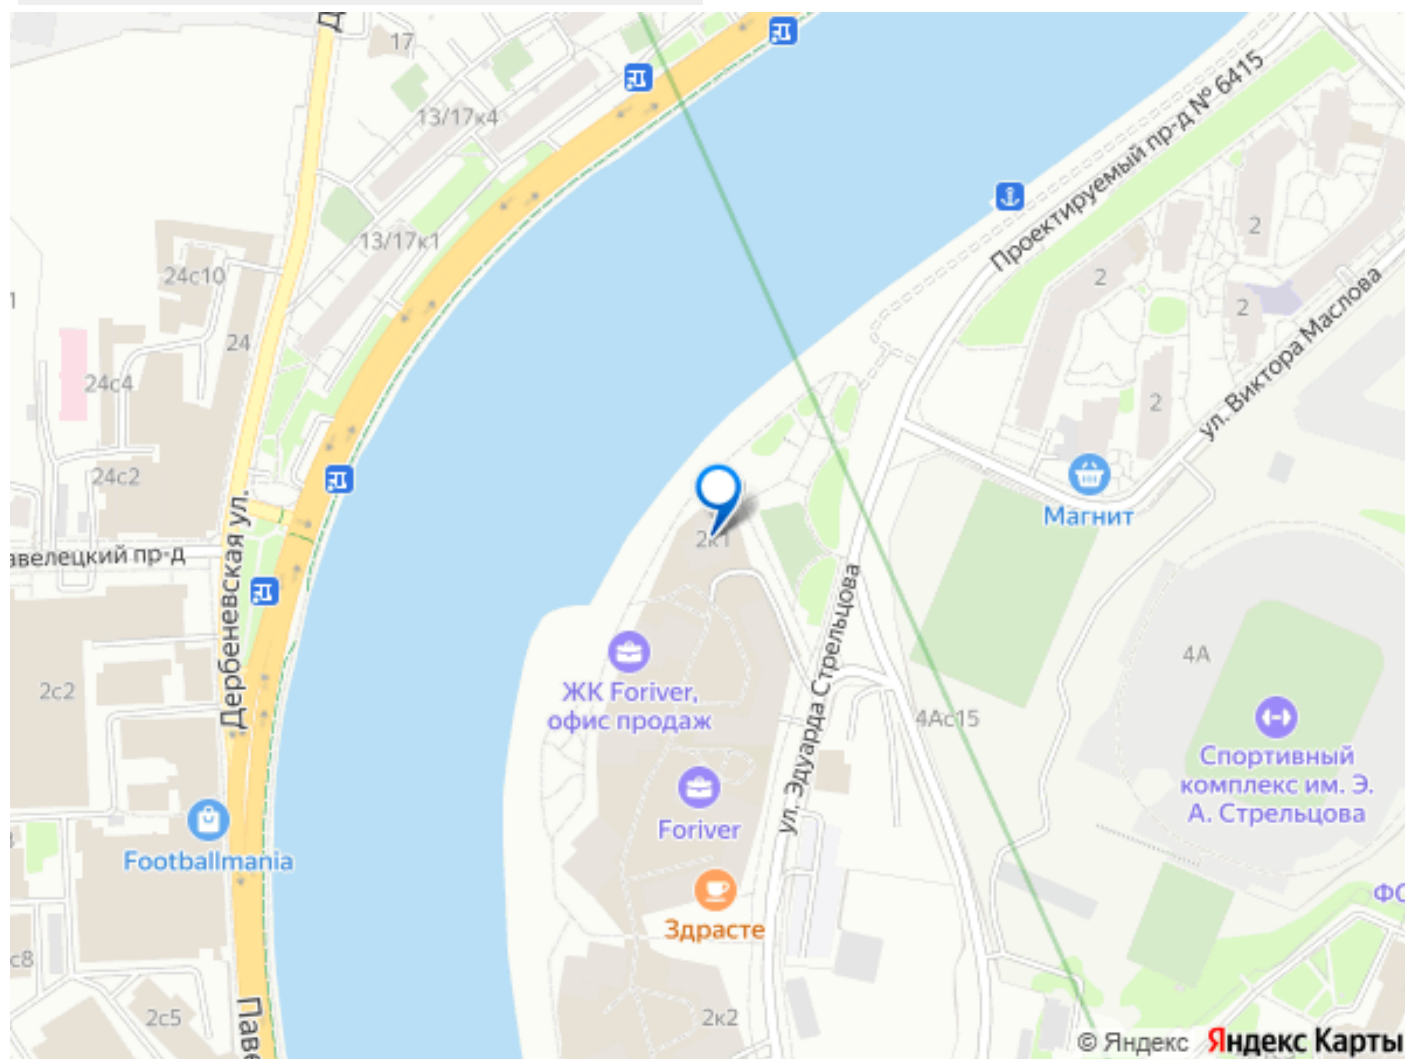 Д
17
13/17к4
Проектируемый пр-д № 6415
13/17к1
24с10
2
2
2
24
24с4
2
ул. Виктора Маслова
24с2
Магнит
2к1
авелецкий пр-д
Дербеневская ул.
ул. Эдуарда Стрельцова
4А
2с2
ЖК Foriver,
офис продаж
4Ас15
Спортивный
комплекс им. Э.
А. Стрельцова
Foriver
Footballmania
ФО
Здрасте
с8
Паве
2с5
2к2
© Яндекс Яндекс Карты